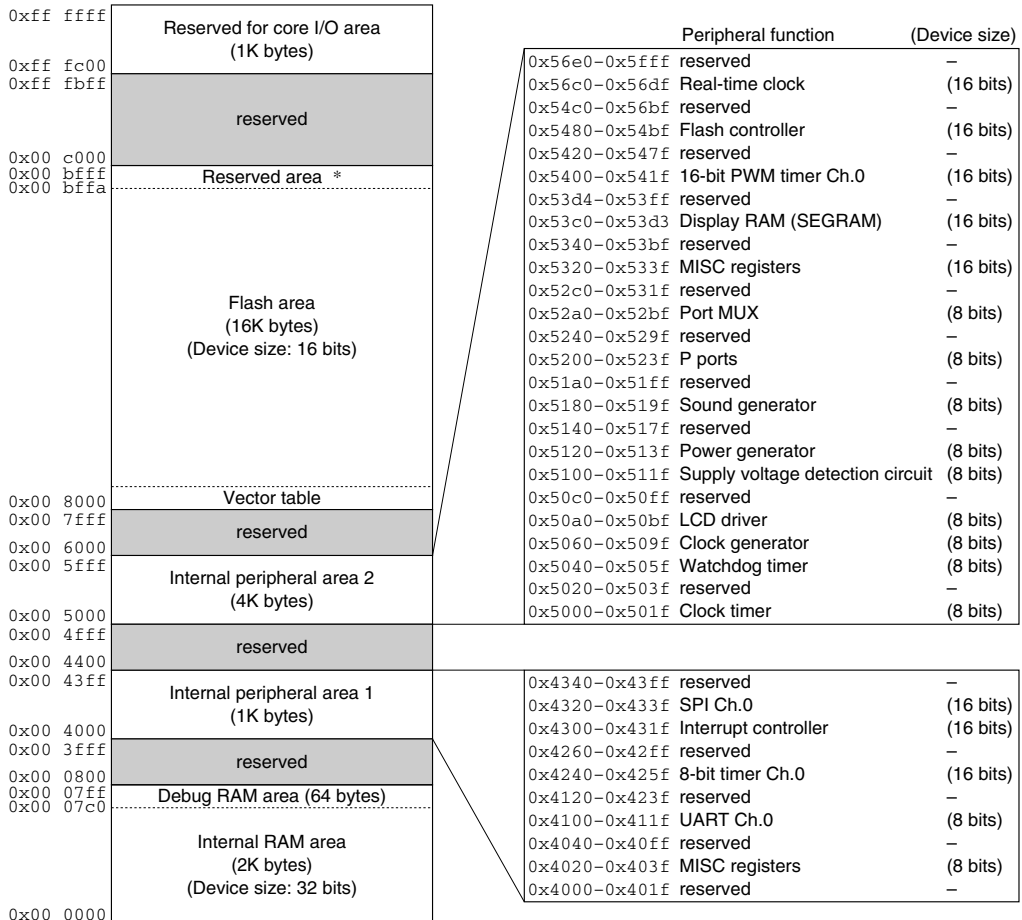 0xff ffff
Reserved for core I/O area
(1K bytes)
0xff fc00
0xff fbff
reserved
0x00 c000
0x00 bfff
Reserved area *
0x00 bffa
Flash area
(16K bytes)
(Device size: 16 bits)
Vector table
0x00 8000
0x00 7fff
reserved
0x00 6000
0x00 5fff
Internal peripheral area 2
(4K bytes)
0x00 5000
0x00 4fff
reserved
0x00 4400
0x00 43ff
Internal peripheral area 1
(1K bytes)
0x00 4000
0x00 3fff
reserved
0x00 0800
0x00 07ff
Debug RAM area (64 bytes)
0x00 07c0
Internal RAM area
(2K bytes)
(Device size: 32 bits)
0x00 0000
Peripheral function (Device size)
0x56e0–0x5fff reserved –
0x56c0–0x56df Real-time clock (16 bits)
0x54c0–0x56bf reserved –
0x5480–0x54bf Flash controller (16 bits)
0x5420–0x547f reserved –
0x5400–0x541f 16-bit PWM timer Ch.0 (16 bits)
0x53d4–0x53ff reserved –
0x53c0–0x53d3 Display RAM (SEGRAM) (16 bits)
0x5340–0x53bf reserved –
0x5320–0x533f MISC registers (16 bits)
0x52c0–0x531f reserved –
0x52a0–0x52bf Port MUX (8 bits)
0x5240–0x529f reserved –
0x5200–0x523f P ports (8 bits)
0x51a0–0x51ff reserved –
0x5180–0x519f Sound generator (8 bits)
0x5140–0x517f reserved –
0x5120–0x513f Power generator (8 bits)
0x5100–0x511f Supply voltage detection circuit (8 bits)
0x50c0–0x50ff reserved –
0x50a0–0x50bf LCD driver (8 bits)
0x5060–0x509f Clock generator (8 bits)
0x5040–0x505f Watchdog timer (8 bits)
0x5020–0x503f reserved –
0x5000–0x501f Clock timer (8 bits)
0x4340–0x43ff reserved –
0x4320–0x433f SPI Ch.0 (16 bits)
0x4300–0x431f Interrupt controller (16 bits)
0x4260–0x42ff reserved –
0x4240–0x425f 8-bit timer Ch.0 (16 bits)
0x4120–0x423f reserved –
0x4100–0x411f UART Ch.0 (8 bits)
0x4040–0x40ff reserved –
0x4020–0x403f MISC registers (8 bits)
0x4000–0x401f reserved –